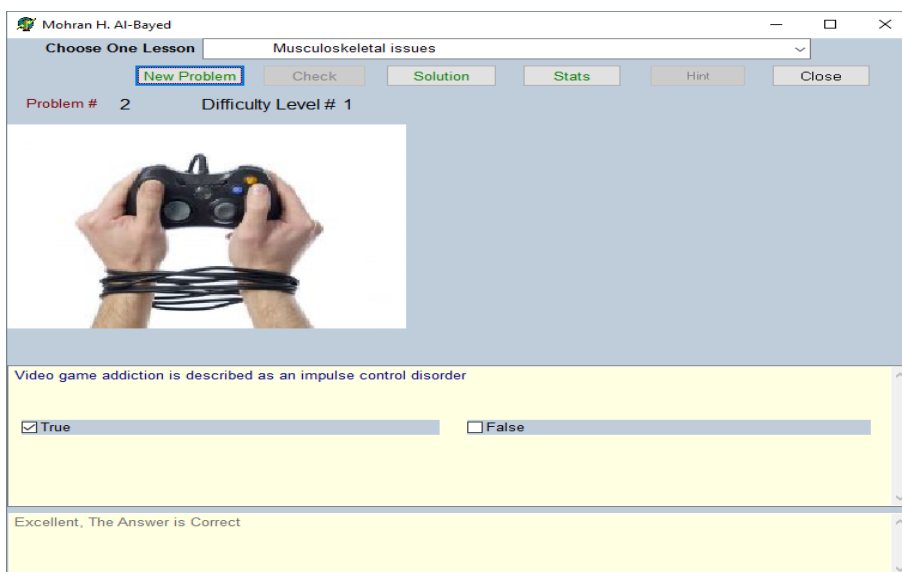 Mohran H. Al-Bayed
Choose One Lesson Musculoskeletal issues
New Problem Check Solution Stats Hint Close
Problem # 2 Difficulty Level # 1
Video game addiction is described as an impulse control disorder
True False
Excellent, The Answer is Correct